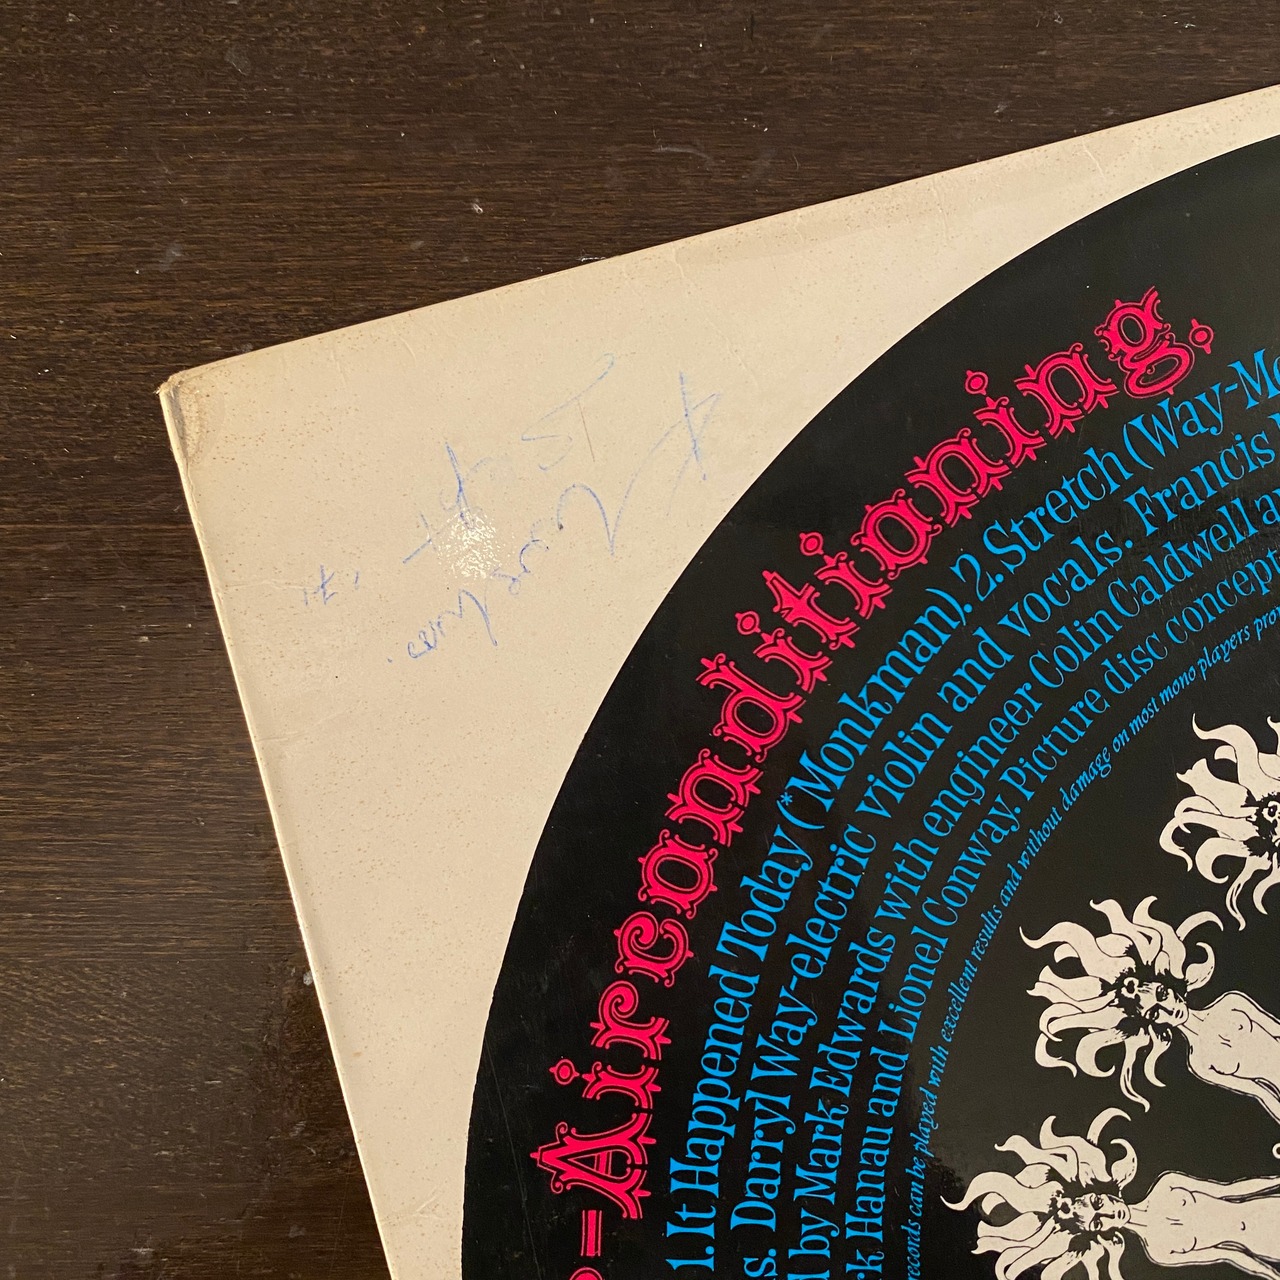 -Airconditioning.
1. It Happened Today (*Monkman). 2. Stretch (Way-Mo
s. Darryl Way-electric violin and vocals. Francis
d by Mark Edwards with engineer Colin Caldwell a
rk Hanau and Lionel Conway. Picture disc concept
records can be played with excellent results and without damage on most mono players prov